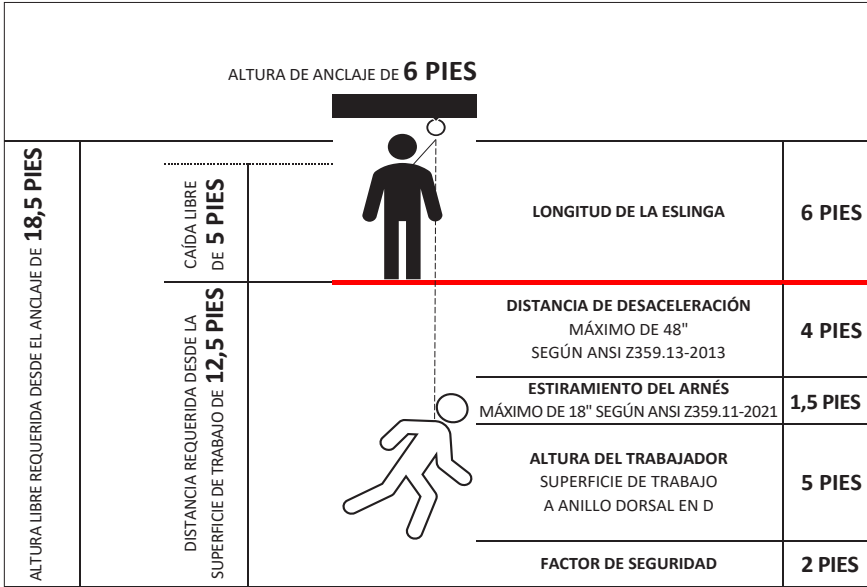 ALTURA DE ANCLAJE DE 6 PIES
ALTURA LIBRE REQUERIDA DESDE EL ANCLAJE DE 18,5 PIES
CAÍDA LIBRE
DE 5 PIES
DISTANCIA REQUERIDA DESDE LA
SUPERFICIE DE TRABAJO DE 12,5 PIES
LONGITUD DE LA ESLINGA
6 PIES
DISTANCIA DE DESACELERACIÓN
MÁXIMO DE 48"
SEGÚN ANSI Z359.13-2013
4 PIES
ESTIRAMIENTO DEL ARNÉS
MÁXIMO DE 18" SEGÚN ANSI Z359.11-2021
1,5 PIES
ALTURA DEL TRABAJADOR
SUPERFICIE DE TRABAJO
A ANILLO DORSAL EN D
5 PIES
FACTOR DE SEGURIDAD
2 PIES